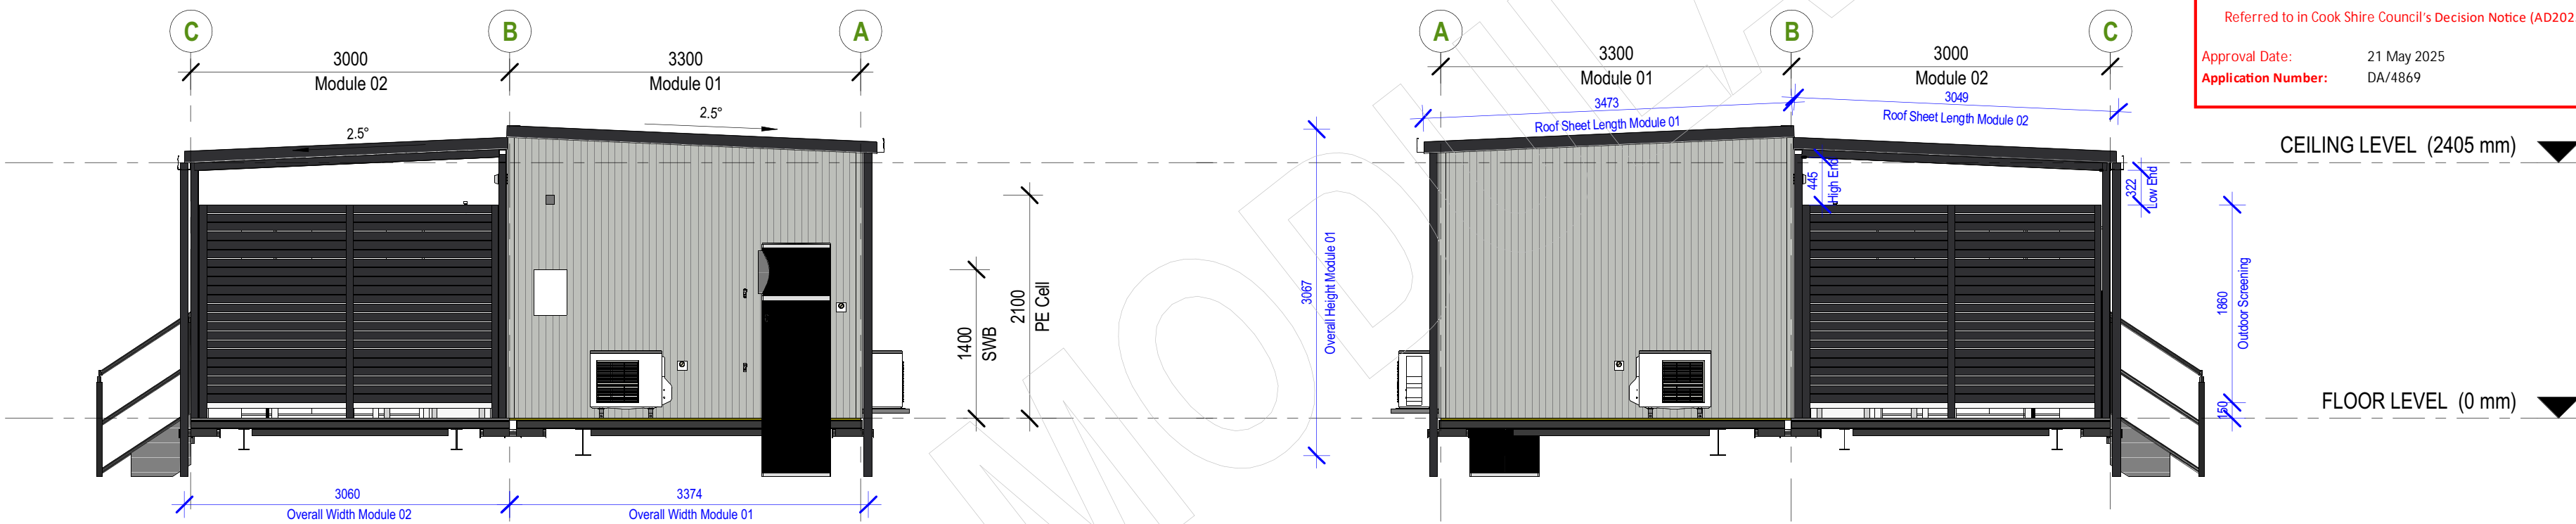 C
B
A
3000
3300
Module 02
Module 01
2.5°
2.5°
1400
SWB
2100
PE Cell
3060
Overall Width Module 02
3374
Overall Width Module 01
A
B
C
3300
3000
Module 01
Module 02
3473
Roof Sheet Length Module 01
3049
Roof Sheet Length Module 02
3067
Overall Height Module 01
445
High End
322
Low End
1860
Outdoor Screening
150
CEILING LEVEL (2405 mm)
FLOOR LEVEL (0 mm)
Referred to in Cook Shire Council's Decision Notice (AD202
Approval Date: 21 May 2025
Application Number: DA/4869